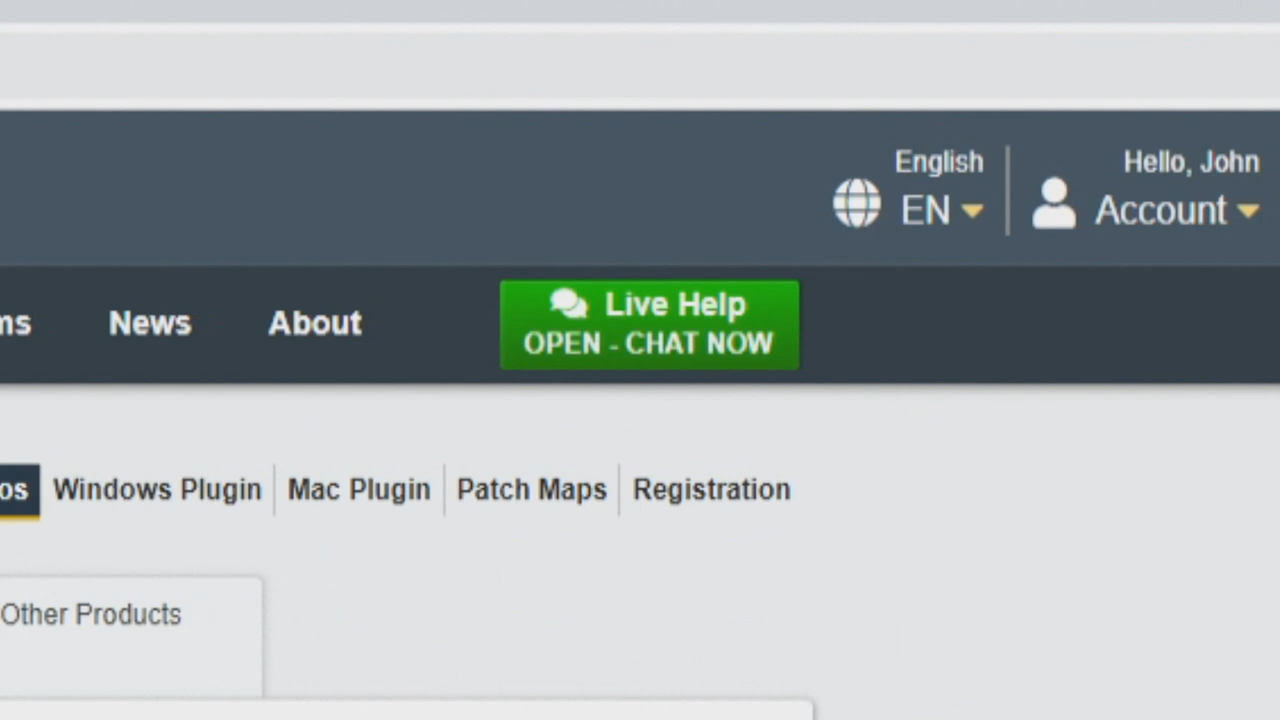 English
Hello, John
EN
Account
News
About
Live Help
OPEN - CHAT NOW
Windows Plugin
Mac Plugin
Patch Maps
Registration
Other Products